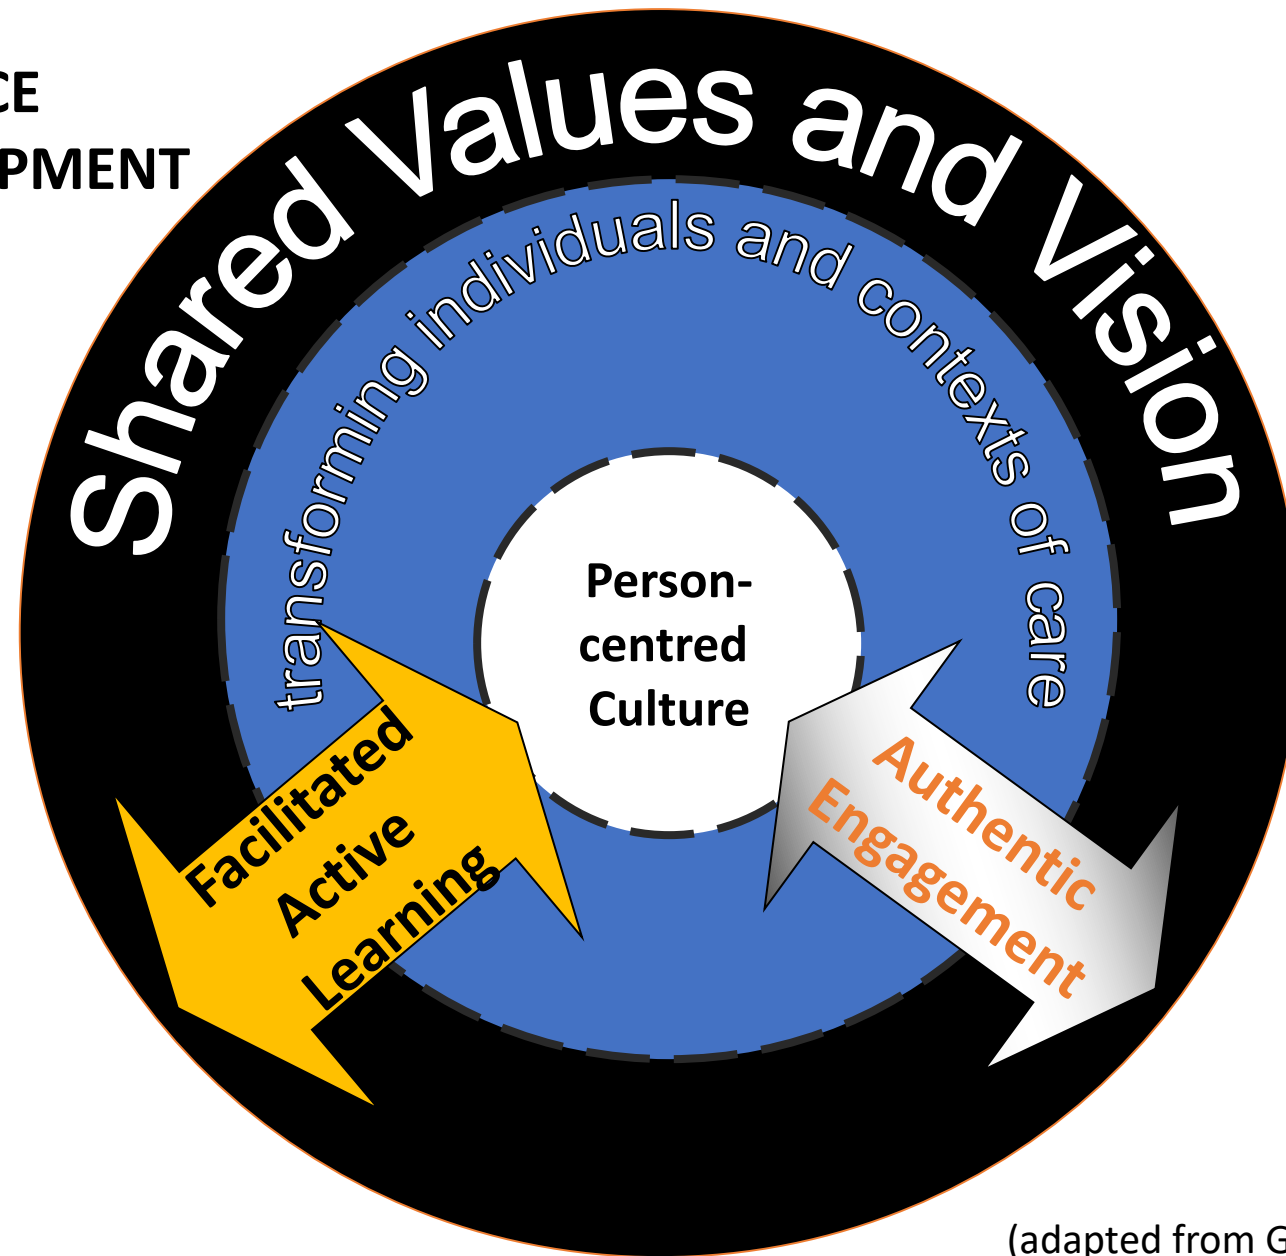 CE
PMENT
Shared Values and Vision
transforming individuals and contexts of care
Person-
centred
Culture
Facilitated
Active
Learning
Authentic
Engagement
(adapted from G